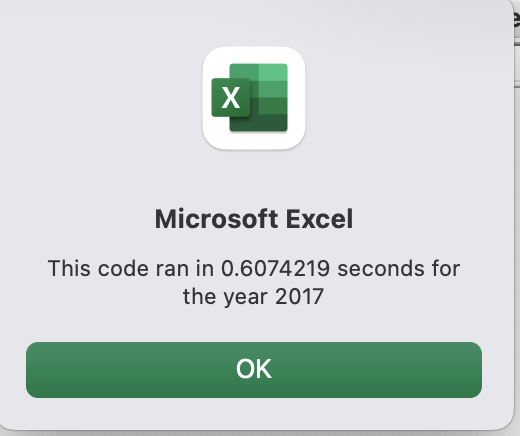 X
Microsoft Excel
This code ran in 0.6074219 seconds for
the year 2017
OK